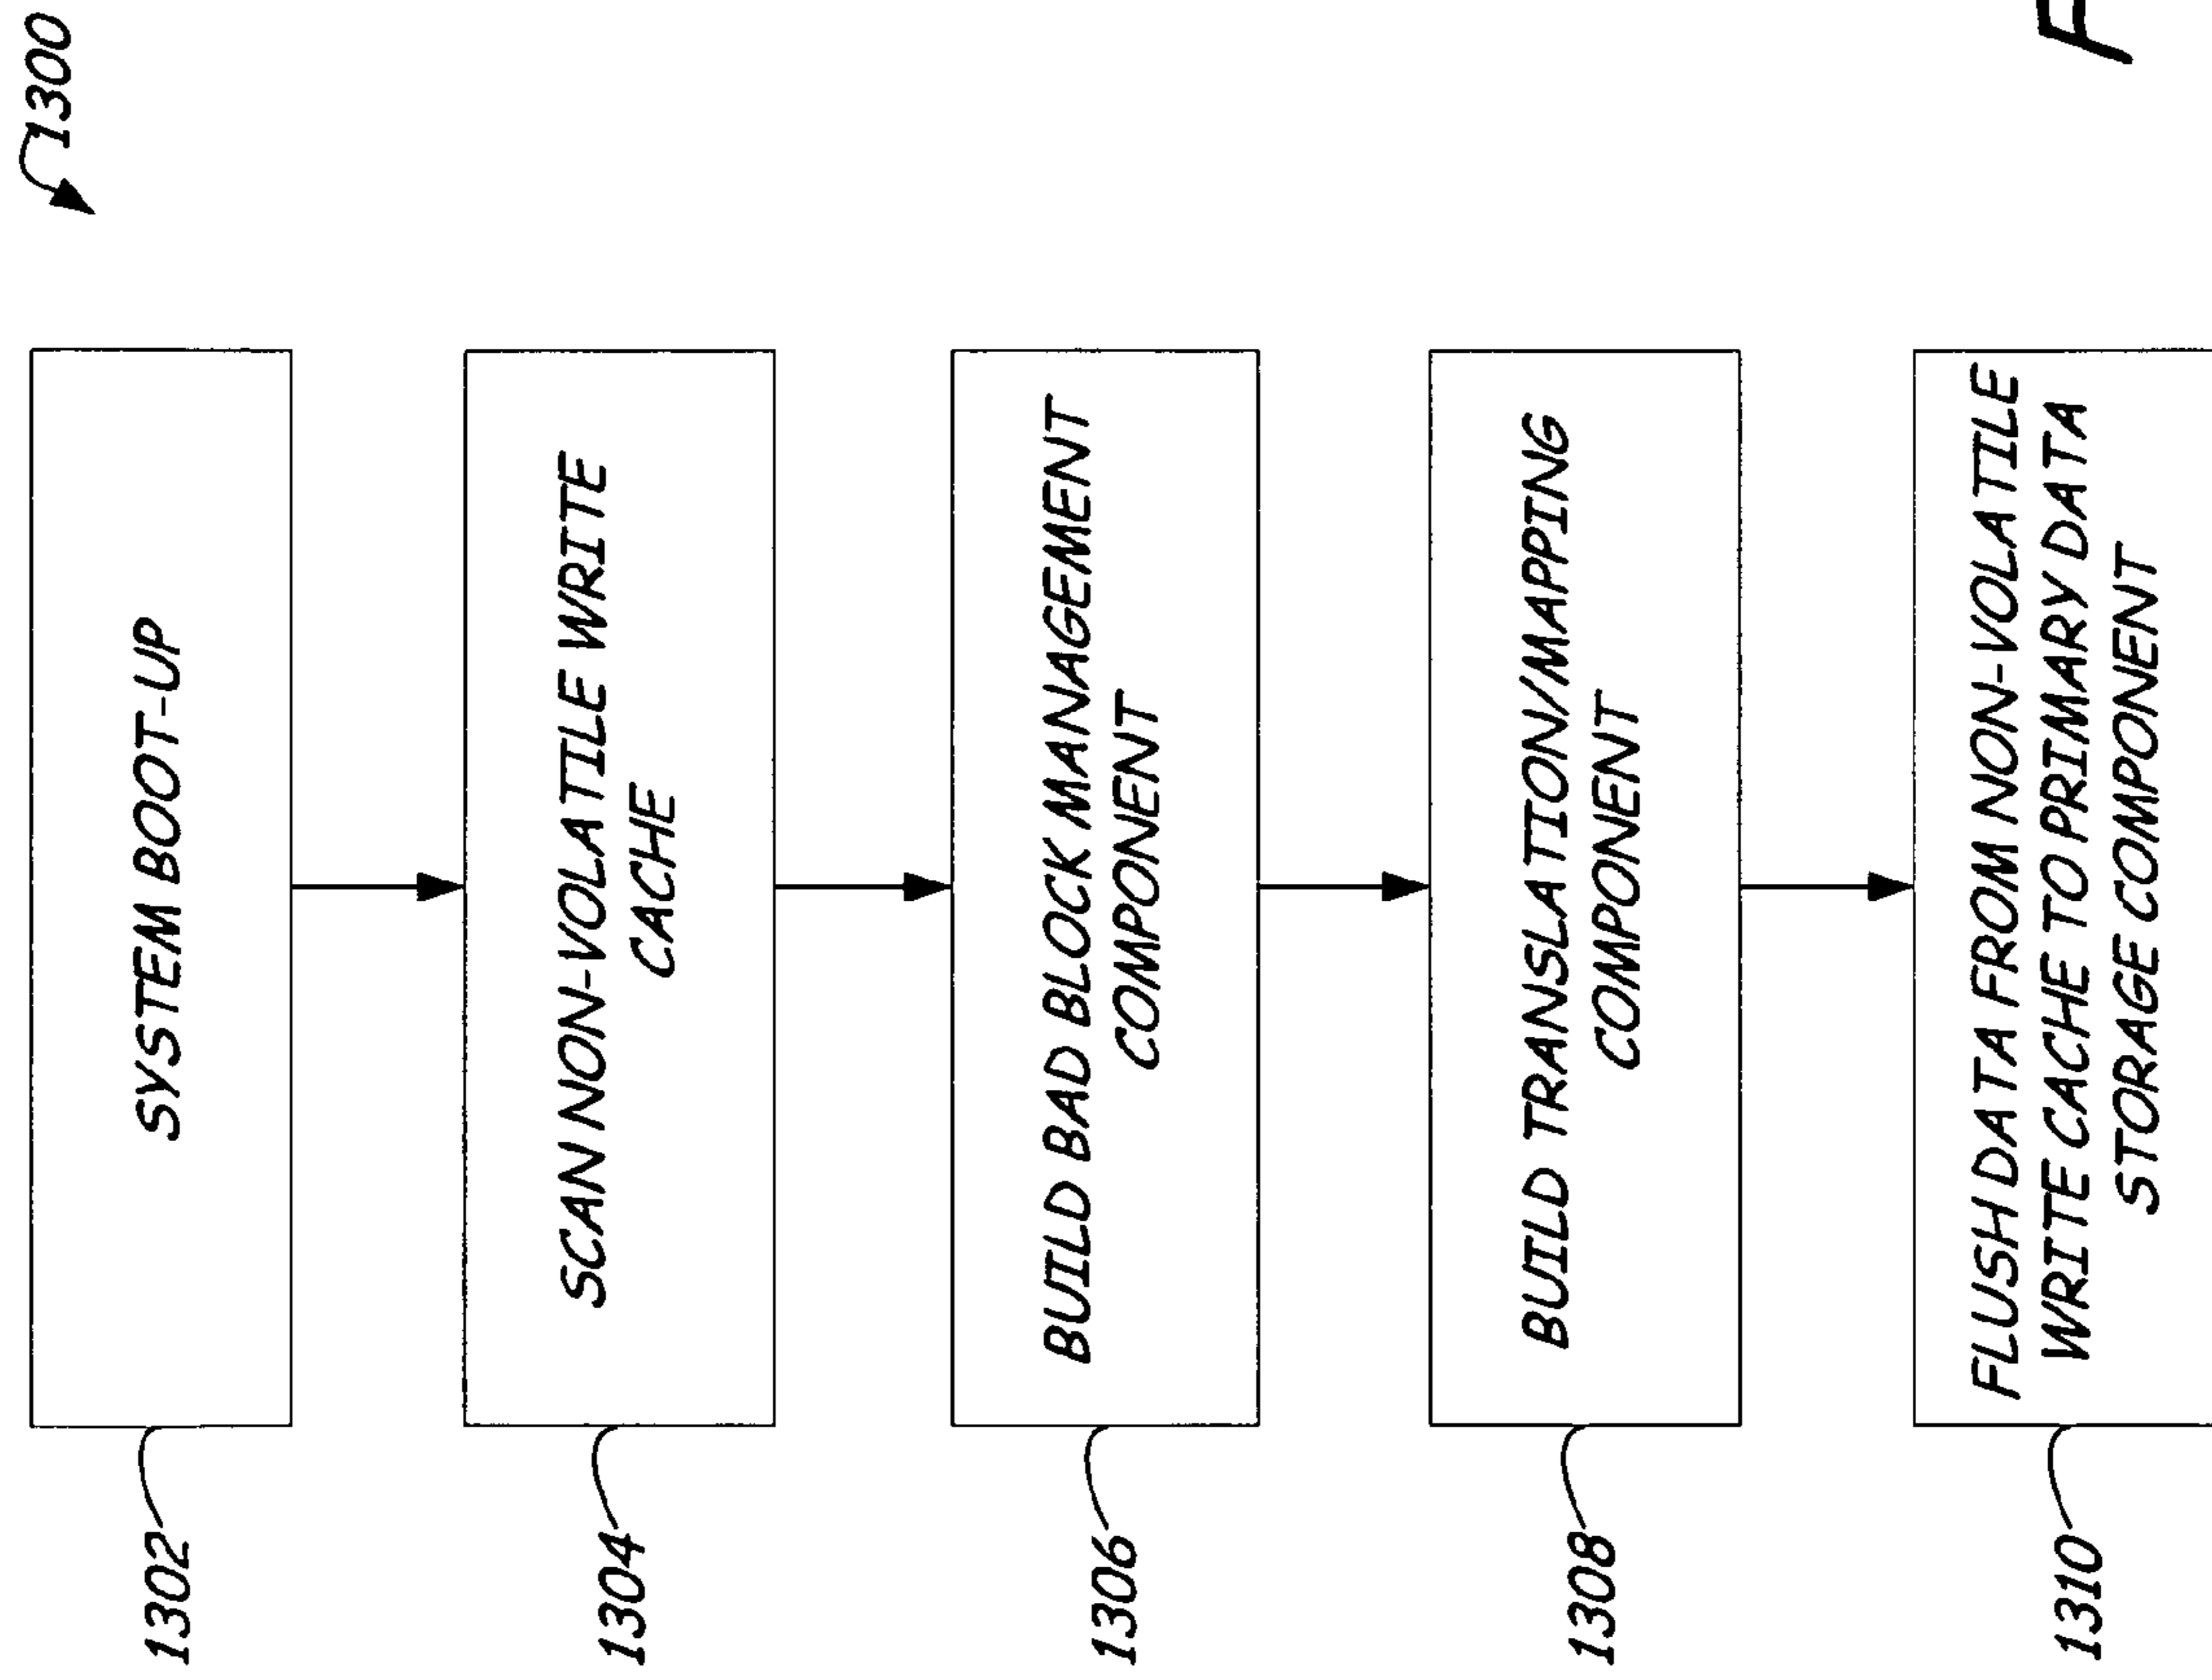 1300
1302
SYSTEM BOOT-UP
1304
SCAN NON-VOLATILE WRITE
CACHE
1306
BUILD BAD BLOCK MANAGEMENT
COMPONENT
1308
BUILD TRANSLATION/MAPPING
COMPONENT
1310
FLUSH DATA FROM NON-VOLATILE
WRITE CACHE TO PRIMARY DATA
STORAGE COMPONENT